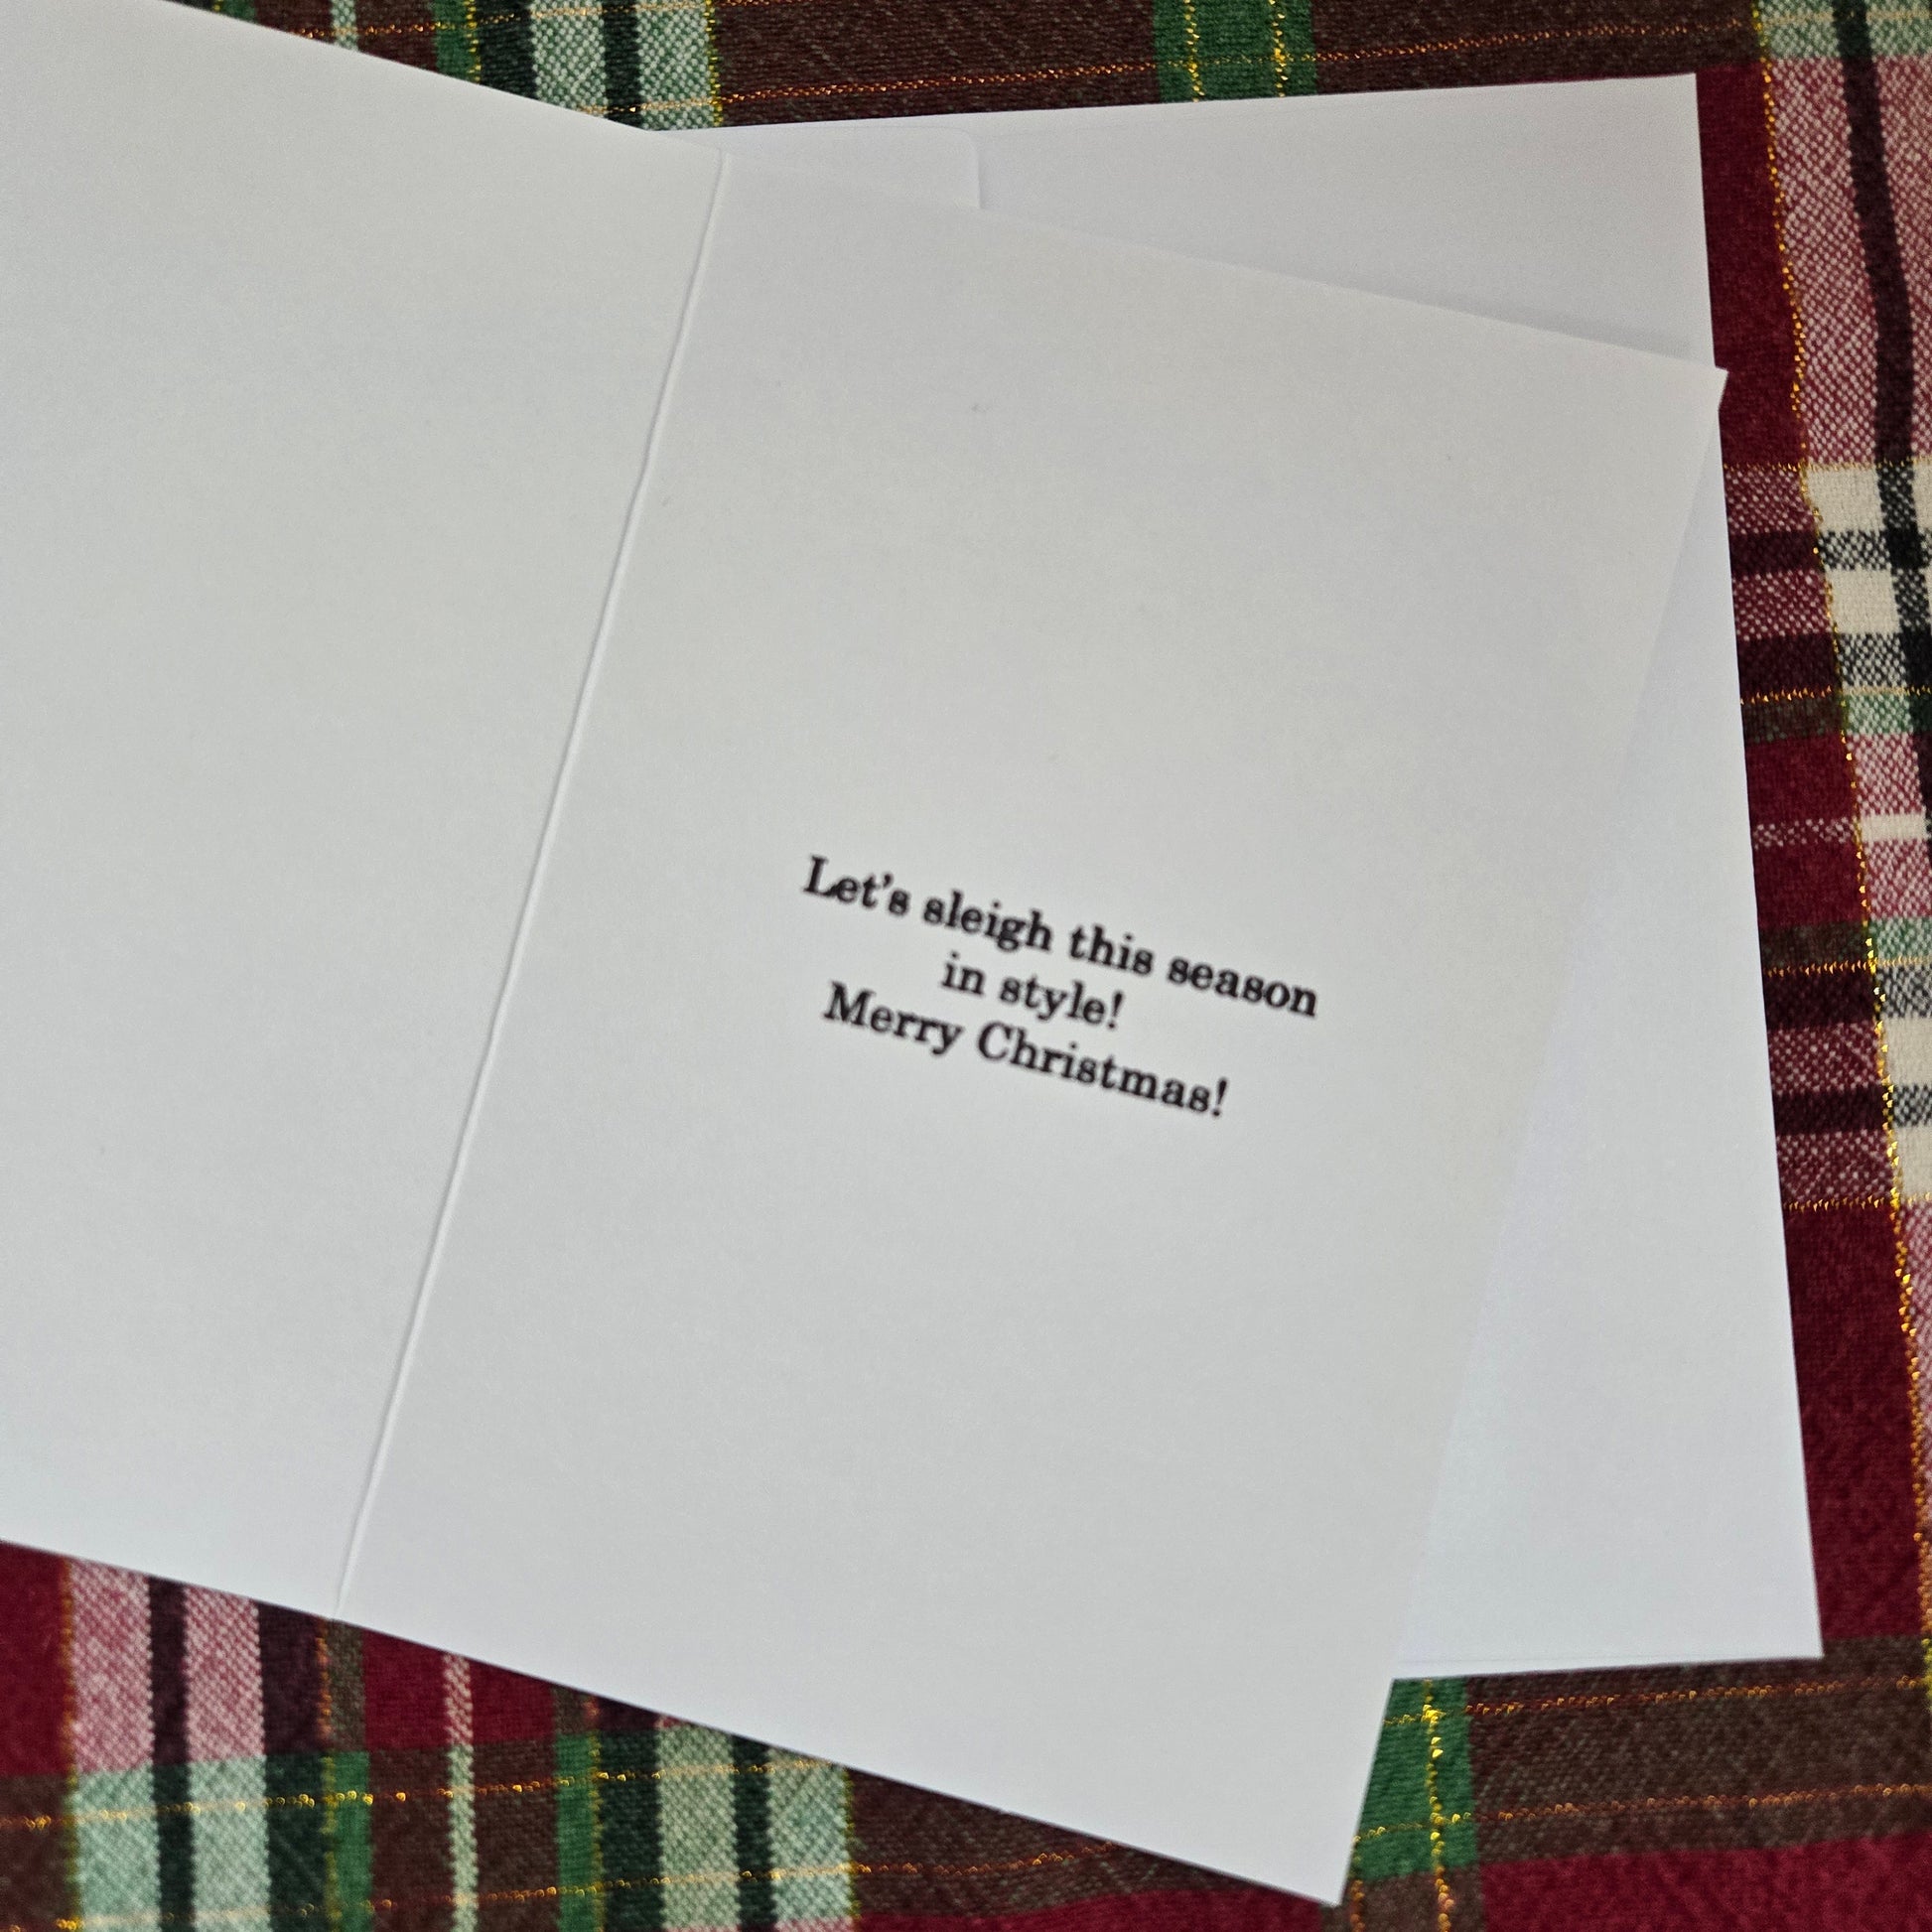 Let's sleigh this season
in style!
Merry Christmas!